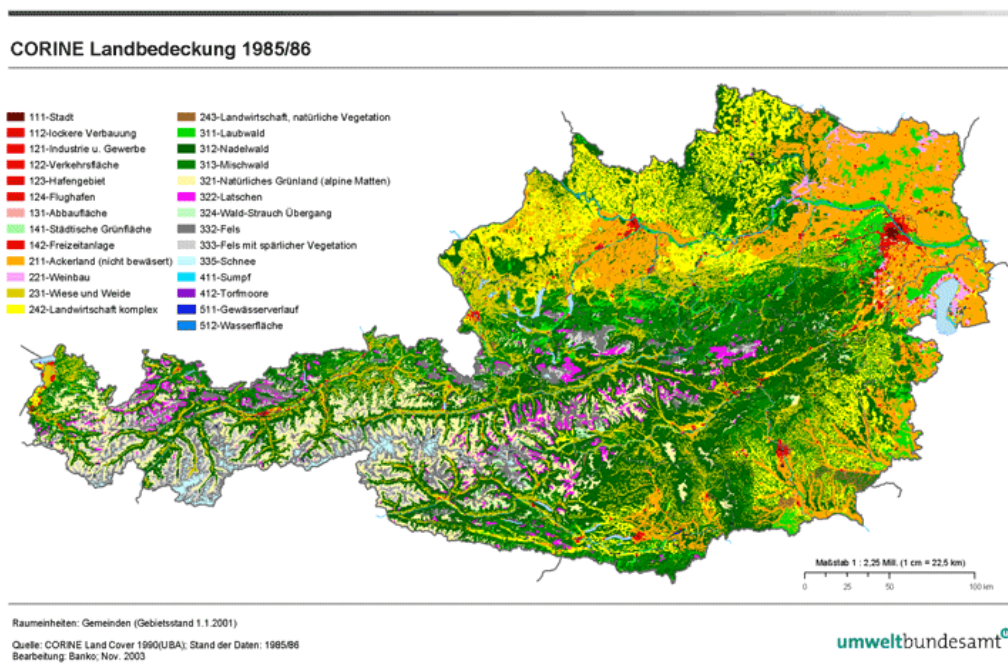 CORINE Landbedeckung 1985/86
111-Stadt
112-lockere Verbauung
121-Industrie u. Gewerbe
122-Verkehrsfläche
123-Hafengebiet
124-Flughafen
131-Abbaufläche
141-Städtische Grünfläche
142-Freizeitanlage
211-Ackerland (nicht bewäsert)
221-Weinbau
231-Wiese und Weide
242-Landwirtschaft komplex
243-Landwirtschaft, natürliche Vegetation
311-Laubwald
312-Nadelwald
313-Mischwald
321-Natürliches Grünland (alpine Matten)
322-Latschen
324-Wald-Strauch Übergang
332-Fels
333-Fels mit spärlicher Vegetation
335-Schnee
411-Sumpf
412-Torfmoore
511-Gewässerverlauf
512-Wasserfläche
Maßstab 1 : 2,25 Mill. (1 cm = 22,5 km)
0 25 50 100 km
Raumeinheiten: Gemeinden (Gebietsstand 1.1.2001)
Quelle: CORINE Land Cover 1990(UBA); Stand der Daten: 1985/86
Bearbeitung: Banko; Nov. 2003
umweltbundesamt